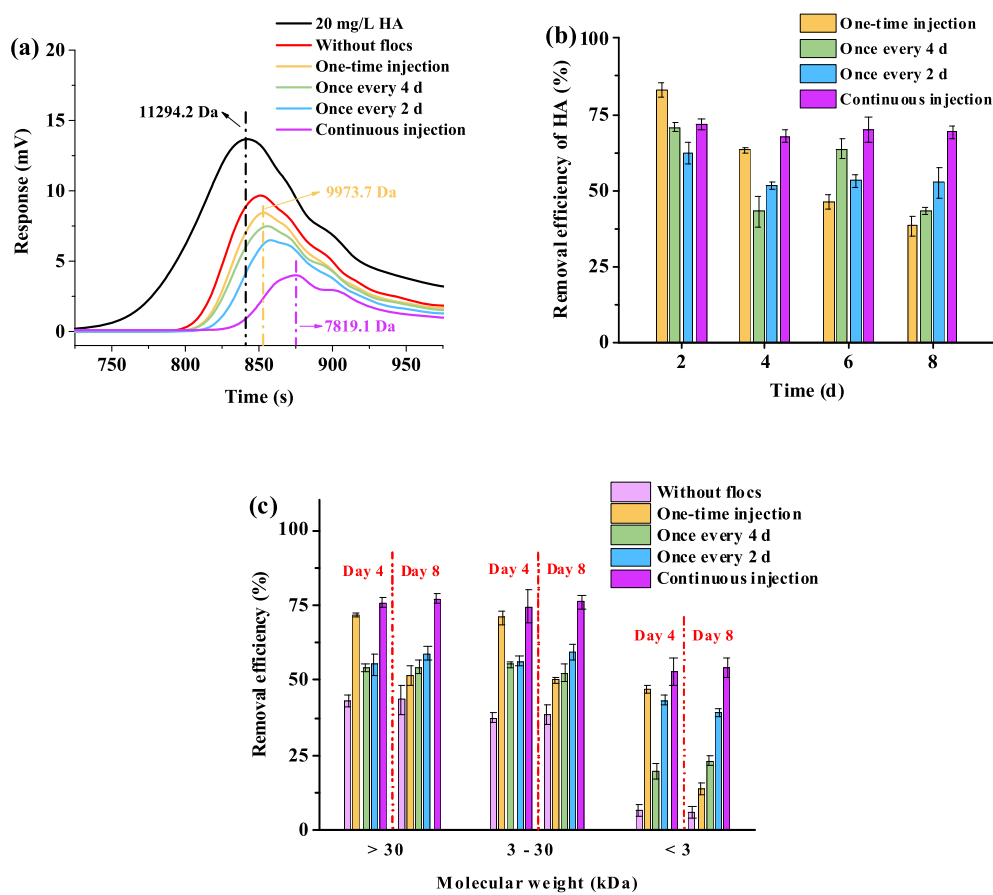 (a)
20 mg/L HA
Without flocs
One-time injection
Once every 4 d
Once every 2 d
Continuous injection
11294.2 Da
9973.7 Da
7819.1 Da
Response (mV)
20
15
10
5
0
750
800
850
900
950
Time (s)
(b)
One-time injection
Once every 4 d
Once every 2 d
Continuous injection
Removal efficiency of HA (%)
100
75
50
25
0
2
4
6
8
Time (d)
(c)
Without flocs
One-time injection
Once every 4 d
Once every 2 d
Continuous injection
Removal efficiency (%)
100
75
50
25
0
Day 4
Day 8
Day 4
Day 8
Day 4
Day 8
> 30
3 - 30
< 3
Molecular weight (kDa)